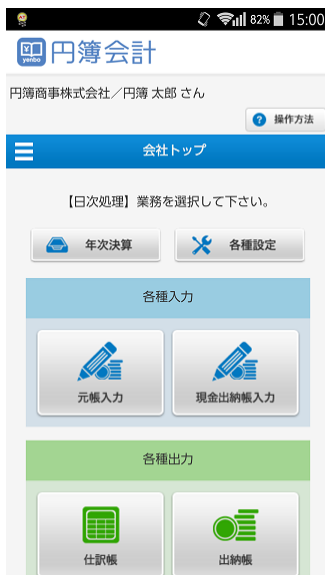 82% 15:00
円簿会計
yenbo
円簿商事株式会社／円簿 太郎 さん
? 操作方法
会社トップ
【日次処理】業務を選択して下さい。
年次決算 各種設定
各種入力
元帳入力 現金出納帳入力
各種出力
仕訳帳 出納帳